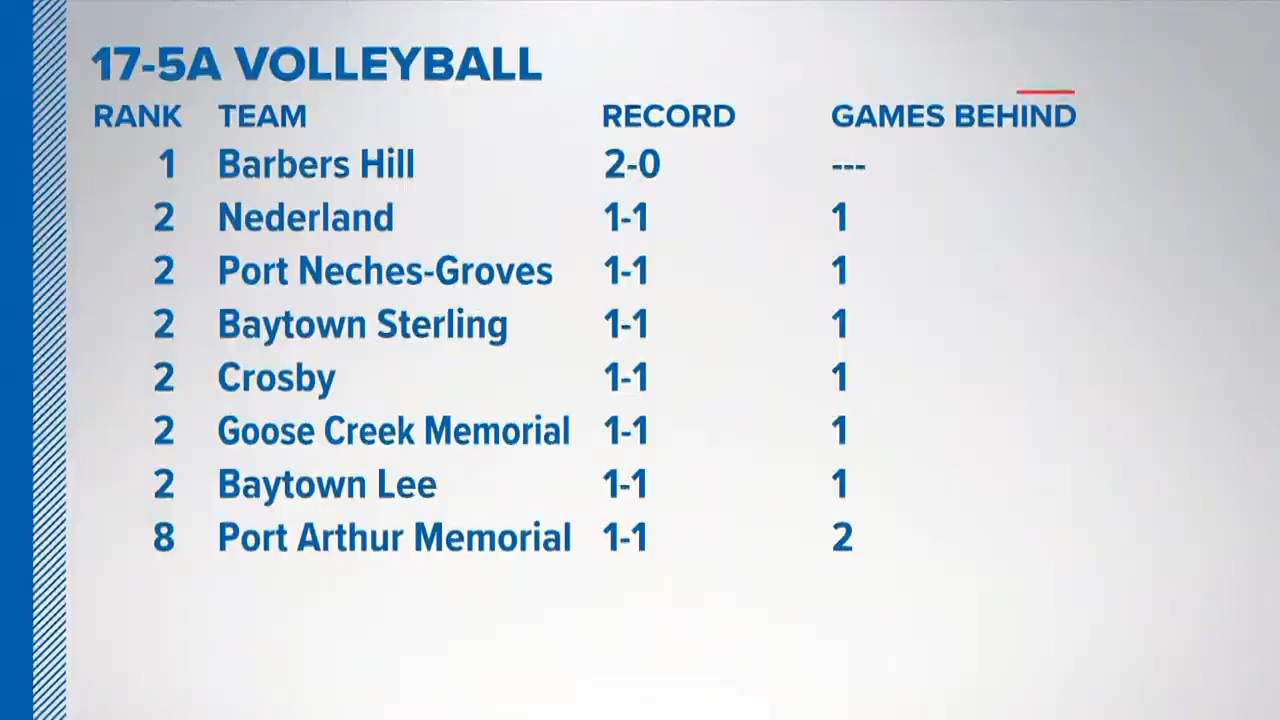 17-5A VOLLEYBALL
RANK TEAM RECORD GAMES BEHIND
1 Barbers Hill 2-0 ---
2 Nederland 1-1 1
2 Port Neches-Groves 1-1 1
2 Baytown Sterling 1-1 1
2 Crosby 1-1 1
2 Goose Creek Memorial 1-1 1
2 Baytown Lee 1-1 1
8 Port Arthur Memorial 1-1 2